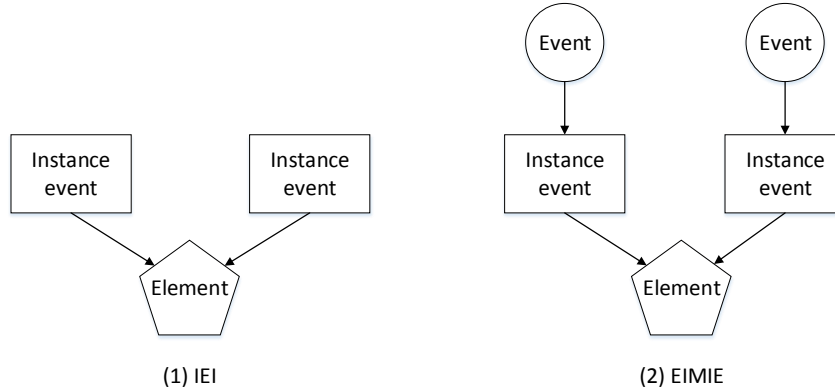 Event
Event
Instance
event
Instance
event
Instance
event
Instance
event
Element
Element
(1) IEI
(2) EIMIE